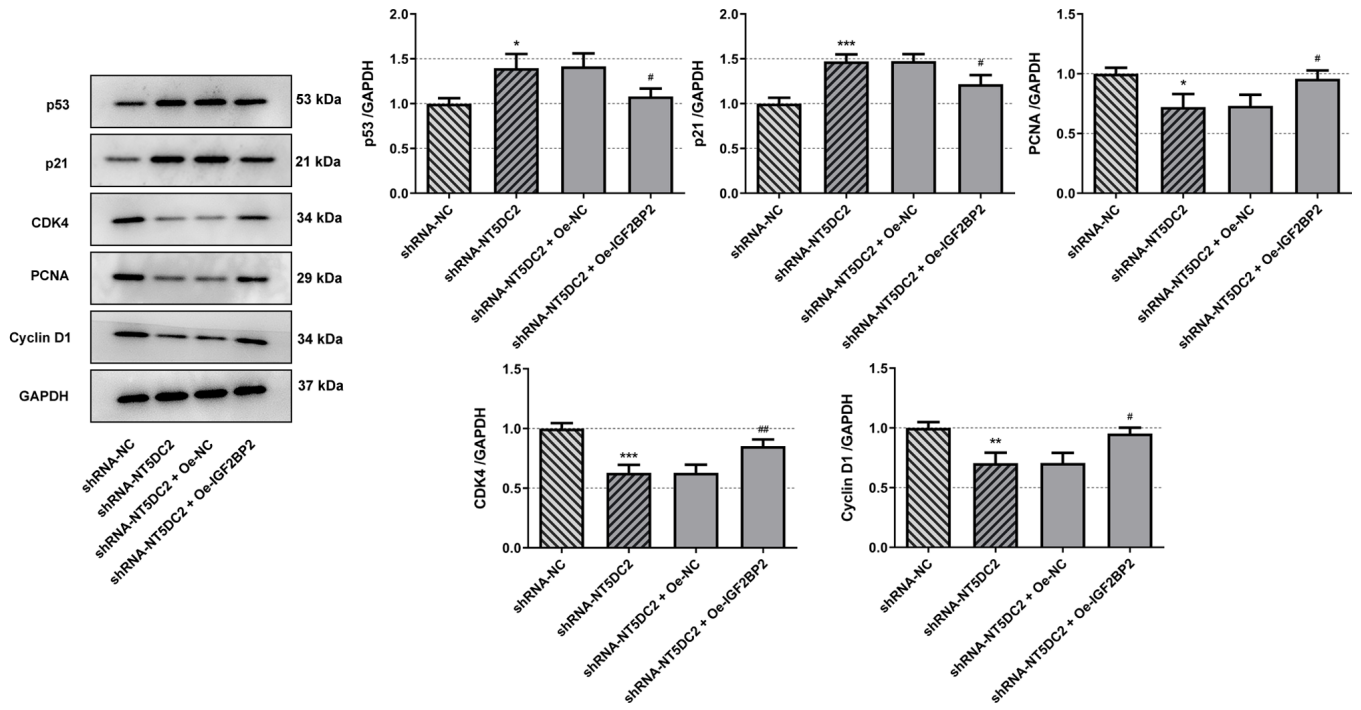 p53
53 kDa
p21
21 kDa
CDK4
34 kDa
PCNA
29 kDa
Cyclin D1
34 kDa
GAPDH
37 kDa
shRNA-NC
shRNA-NT5DC2
shRNA-NT5DC2 + Oe-NC
shRNA-NT5DC2 + Oe-IGF2BP2
p53 /GAPDH
2.0
1.5
1.0
0.5
0.0
*
#
shRNA-NC
shRNA-NT5DC2
shRNA-NT5DC2 + Oe-NC
shRNA-NT5DC2 + Oe-IGF2BP2
p21 /GAPDH
2.0
1.5
1.0
0.5
0.0
***
#
shRNA-NC
shRNA-NT5DC2
shRNA-NT5DC2 + Oe-NC
shRNA-NT5DC2 + Oe-IGF2BP2
PCNA /GAPDH
1.5
1.0
0.5
0.0
*
#
shRNA-NC
shRNA-NT5DC2
shRNA-NT5DC2 + Oe-NC
shRNA-NT5DC2 + Oe-IGF2BP2
CDK4 /GAPDH
1.5
1.0
0.5
0.0
***
##
shRNA-NC
shRNA-NT5DC2
shRNA-NT5DC2 + Oe-NC
shRNA-NT5DC2 + Oe-IGF2BP2
Cyclin D1 /GAPDH
1.5
1.0
0.5
0.0
**
#
shRNA-NC
shRNA-NT5DC2
shRNA-NT5DC2 + Oe-NC
shRNA-NT5DC2 + Oe-IGF2BP2